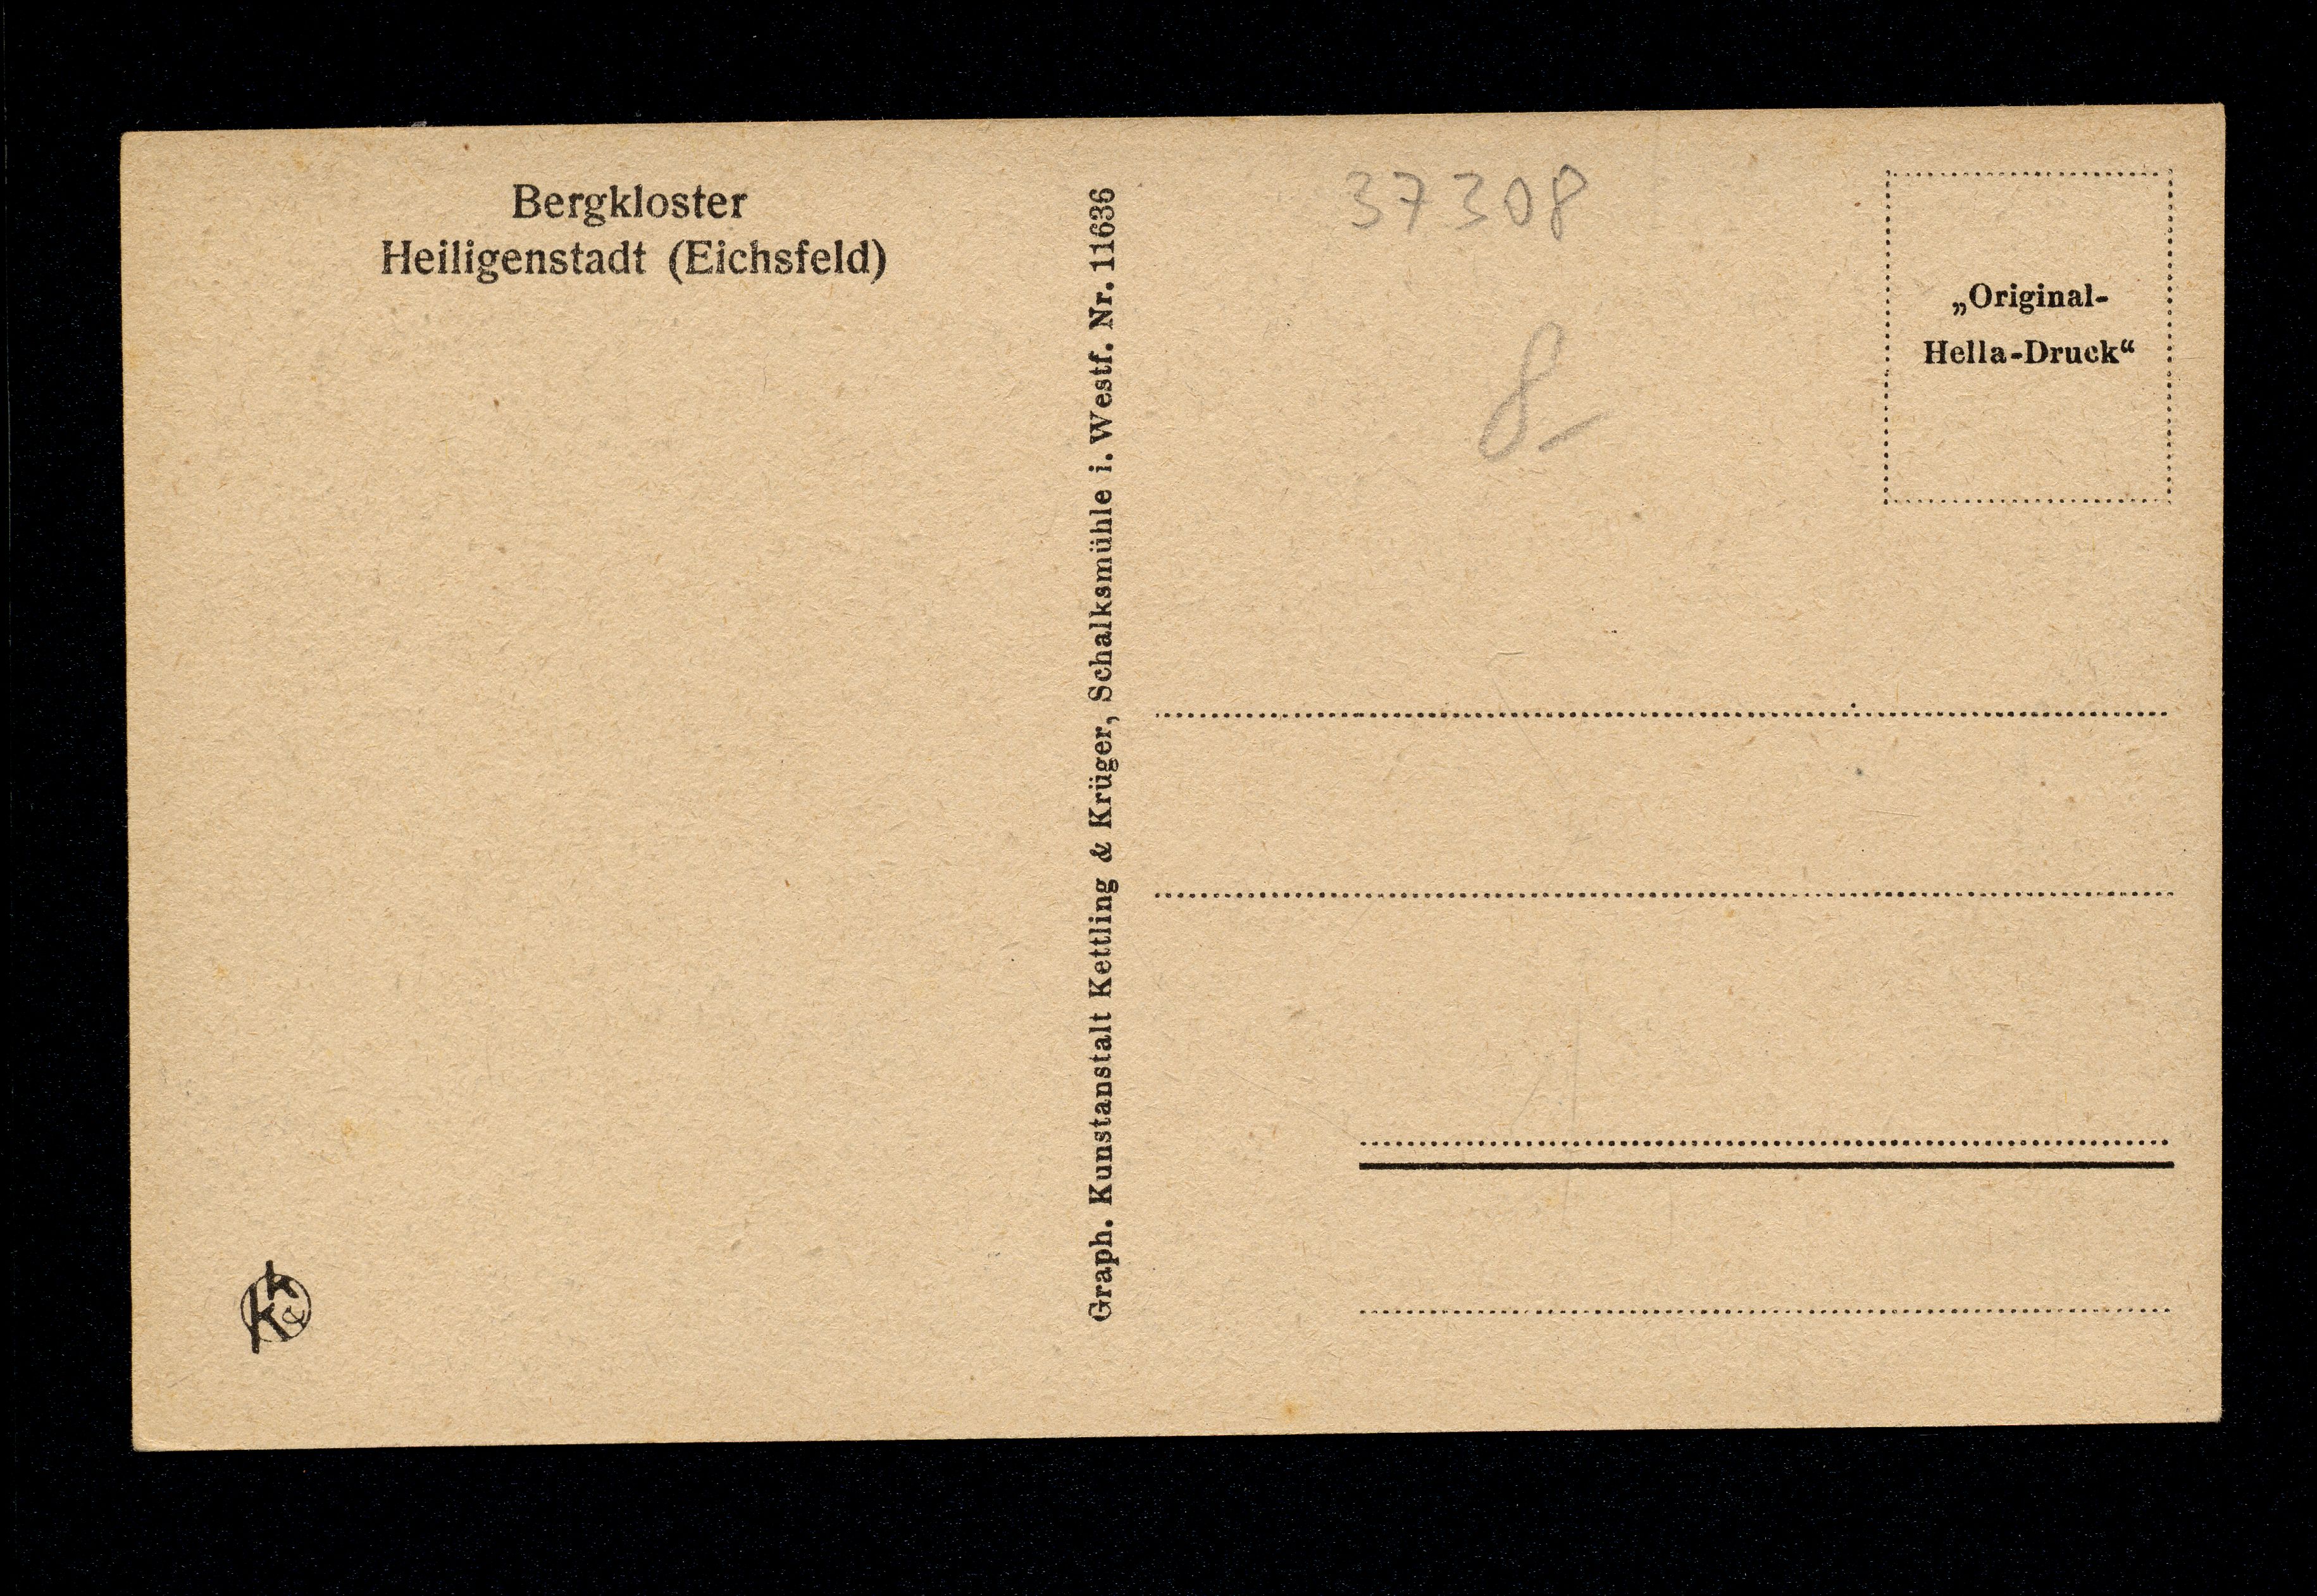 Bergkloster
Heiligenstadt (Eichsfeld)
Graph. Kunstanstalt Kettling & Krüger, Schalksmühle i. Westf. Nr. 11636
37308
8-
„Original-
Hella-Druck“
K&K